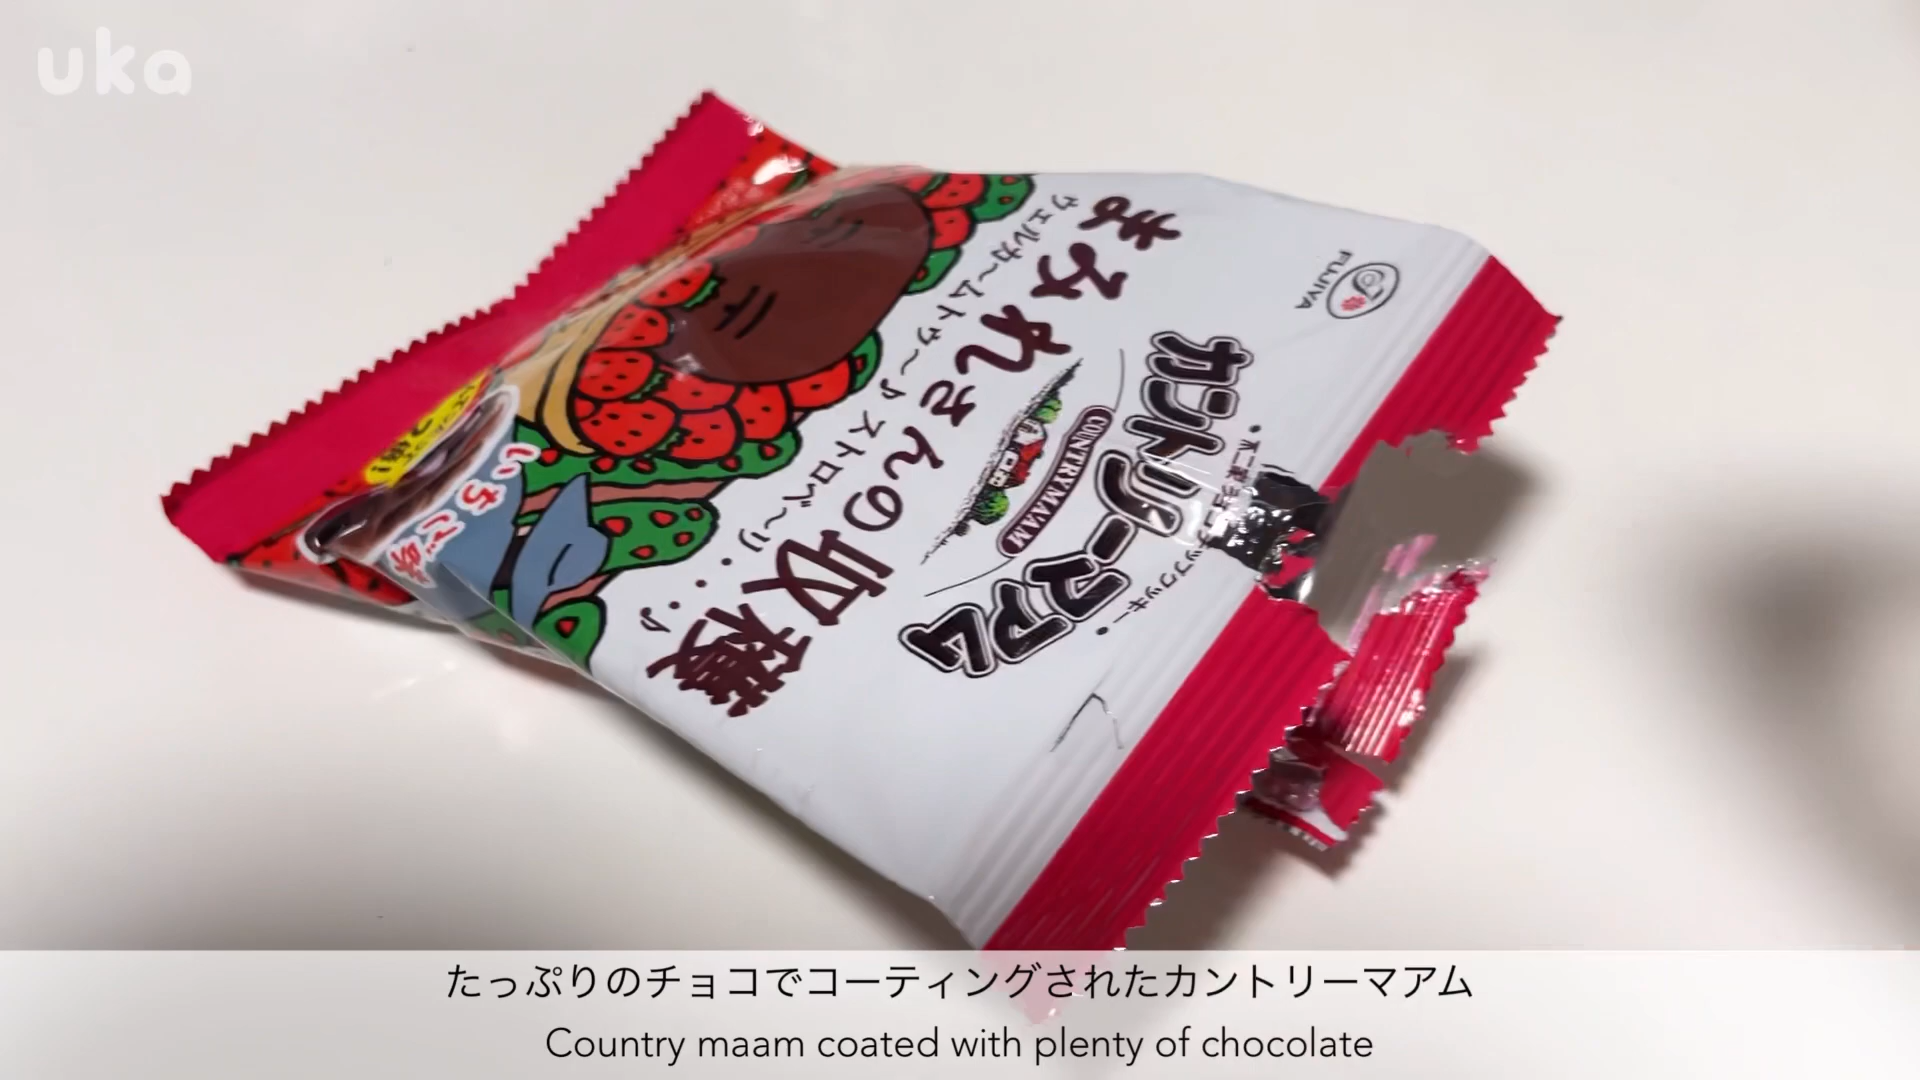 uka
FUJIYA
カントリーマアム
COUNTRY MA'AM
まみれさんの収穫
ウェルカ〜ムトゥ〜♪ストロベ〜リ…♪
いちご味
たっぷりのチョコでコーティングされたカントリーマアム
Country maam coated with plenty of chocolate